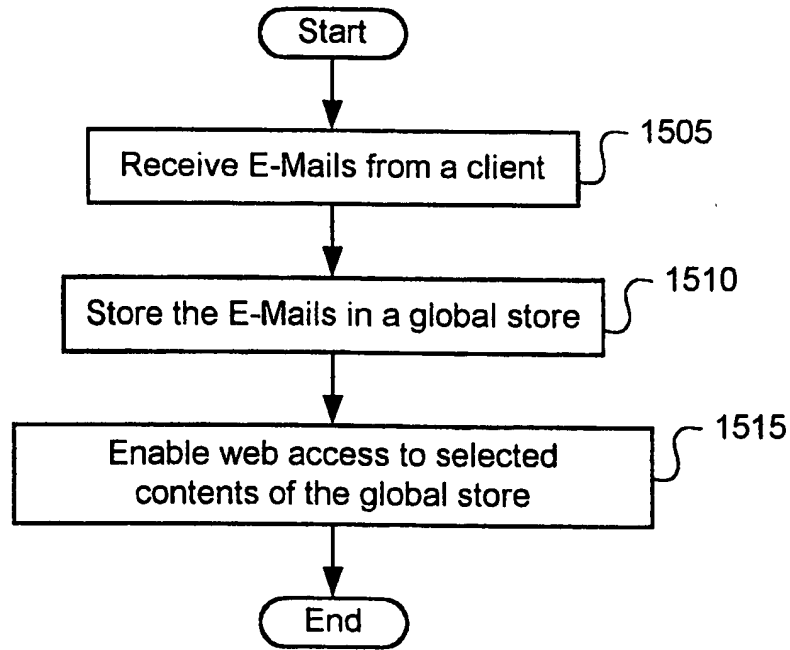 Start
Receive E-Mails from a client
1505
Store the E-Mails in a global store
1510
Enable web access to selected
contents of the global store
1515
End